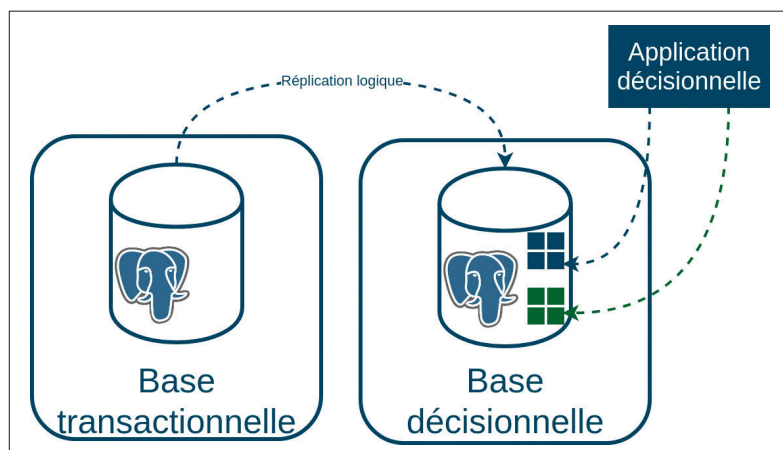 Application
décisionnelle
Réplication logique
Base
transactionnelle
Base
décisionnelle